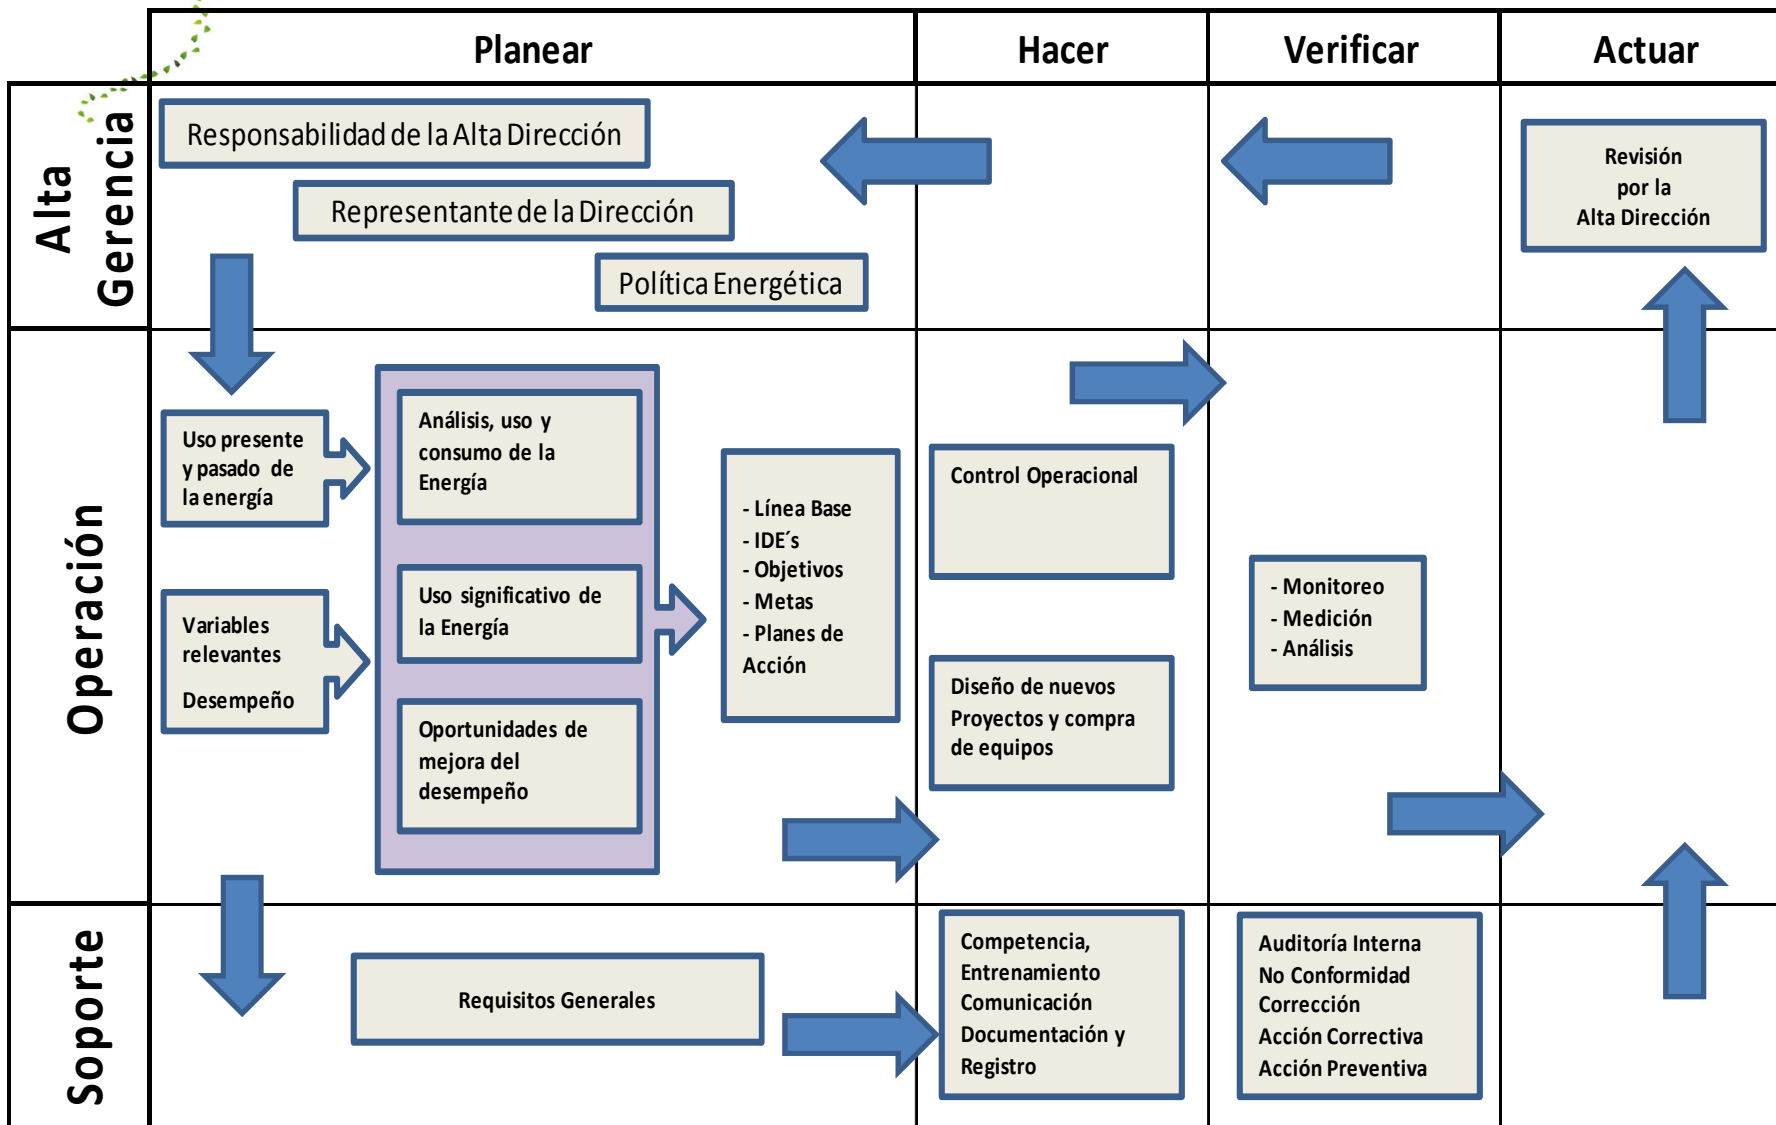 Planear
Hacer
Verificar
Actuar
Alta
Gerencia
Responsabilidad de la Alta Dirección
Representante de la Dirección
Política Energética
Revisión
por la
Alta Dirección
Operación
Uso presente
y pasado de
la energía
Variables
relevantes
Desempeño
Análisis, uso y
consumo de la
Energía
Uso significativo de
la Energía
Oportunidades de
mejora del
desempeño
- Línea Base
- IDE´s
- Objetivos
- Metas
- Planes de
Acción
Control Operacional
Diseño de nuevos
Proyectos y compra
de equipos
- Monitoreo
- Medición
- Análisis
Soporte
Requisitos Generales
Competencia,
Entrenamiento
Comunicación
Documentación y
Registro
Auditoría Interna
No Conformidad
Corrección
Acción Correctiva
Acción Preventiva